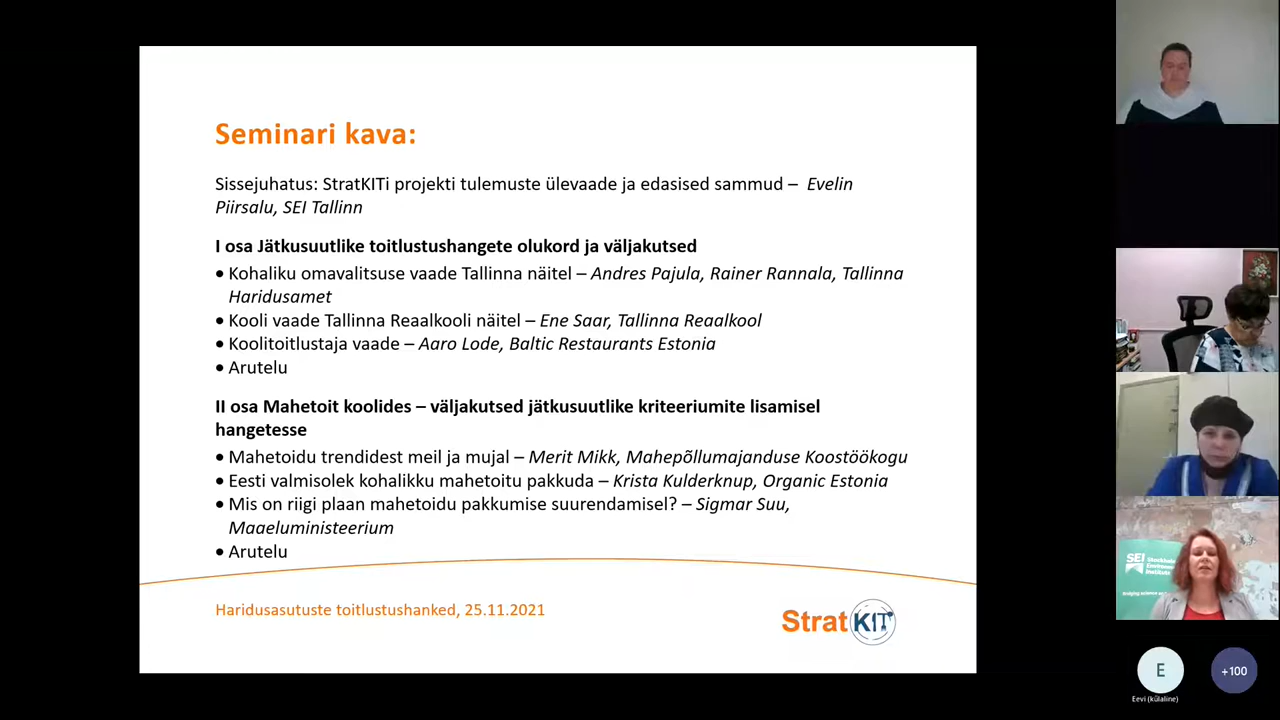 Seminari kava:
Sissejuhatus: StratKITi projekti tulemuste ülevaade ja edasised sammud – Evelin
Piirsalu, SEI Tallinn
I osa Jätkusuutlike toitlustushangete olukord ja väljakutsed
• Kohaliku omavalitsuse vaade Tallinna näitel – Andres Pajula, Rainer Rannala, Tallinna
Haridusamet
• Kooli vaade Tallinna Reaalkooli näitel – Ene Saar, Tallinna Reaalkool
• Koolitoitlustaja vaade – Aaro Lode, Baltic Restaurants Estonia
• Arutelu
II osa Mahetoit koolides – väljakutsed jätkusuutlike kriteeriumite lisamisel
hangetesse
• Mahetoidu trendidest meil ja mujal – Merit Mikk, Mahepõllumajanduse Koostöökogu
• Eesti valmisolek kohalikku mahetoitu pakkuda – Krista Kulderknup, Organic Estonia
• Mis on riigi plaan mahetoidu pakkumise suurendamisel? – Sigmar Suu,
Maaeluministeerium
• Arutelu
Haridusasutuste toitlustushanked, 25.11.2021
StratKIT
SEI
Stockholm
Environment
Institute
E
+100
Eevi (külaline)